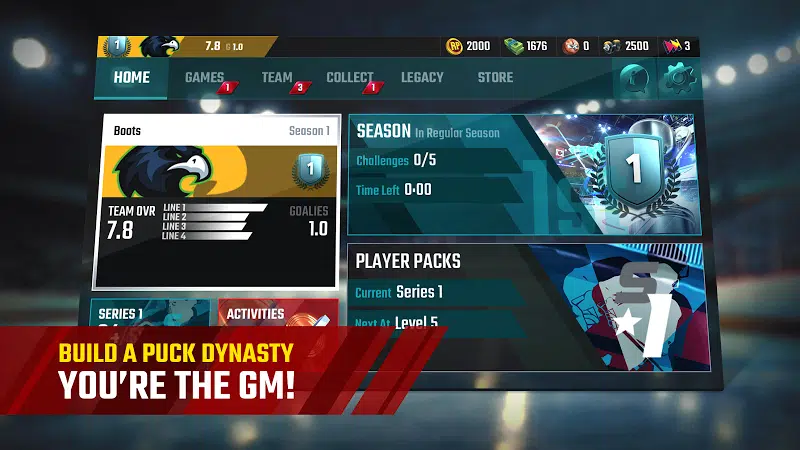 1
7.8 G 1.0
2000
1676
0
2500
3
HOME
GAMES
1
TEAM
3
COLLECT
1
LEGACY
STORE
Boots
Season 1
1
TEAM OVR
7.8
LINE 1
LINE 2
LINE 3
LINE 4
GOALIES
1.0
SEASON In Regular Season
Challenges 0/5
Time Left 0:00
1
PLAYER PACKS
Current Series 1
Next At Level 5
S
1
SERIES 1
ACTIVITIES
BUILD A PUCK DYNASTY
YOU'RE THE GM!